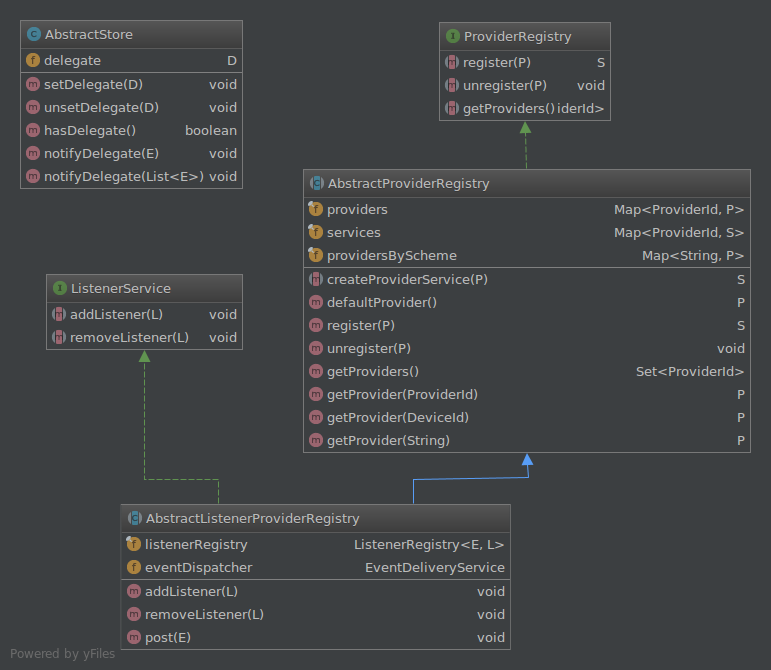 AbstractStore
delegate D
setDelegate(D) void
unsetDelegate(D) void
hasDelegate() boolean
notifyDelegate(E) void
notifyDelegate(List<E>) void
ProviderRegistry
register(P) S
unregister(P) void
getProviders() iderId>
AbstractProviderRegistry
providers Map<ProviderId, P>
services Map<ProviderId, S>
providersByScheme Map<String, P>
createProviderService(P) S
defaultProvider() P
register(P) S
unregister(P) void
getProviders() Set<ProviderId>
getProvider(ProviderId) P
getProvider(DeviceId) P
getProvider(String) P
ListenerService
addListener(L) void
removeListener(L) void
AbstractListenerProviderRegistry
listenerRegistry ListenerRegistry<E, L>
eventDispatcher EventDeliveryService
addListener(L) void
removeListener(L) void
post(E) void
Powered by yFiles